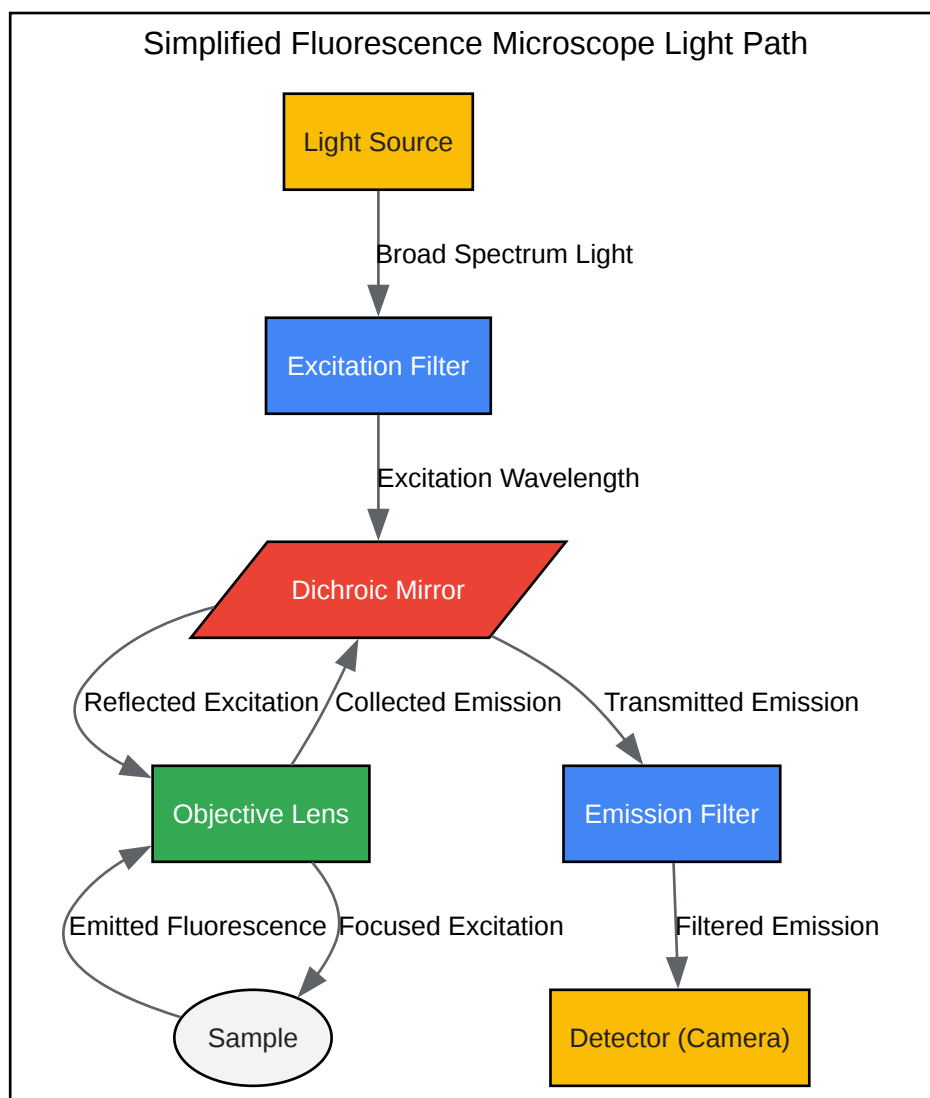 Simplified Fluorescence Microscope Light Path
Light Source
Broad Spectrum Light
Excitation Filter
Excitation Wavelength
Dichroic Mirror
Reflected Excitation
Collected Emission
Transmitted Emission
Objective Lens
Emission Filter
Emitted Fluorescence
Focused Excitation
Filtered Emission
Sample
Detector (Camera)